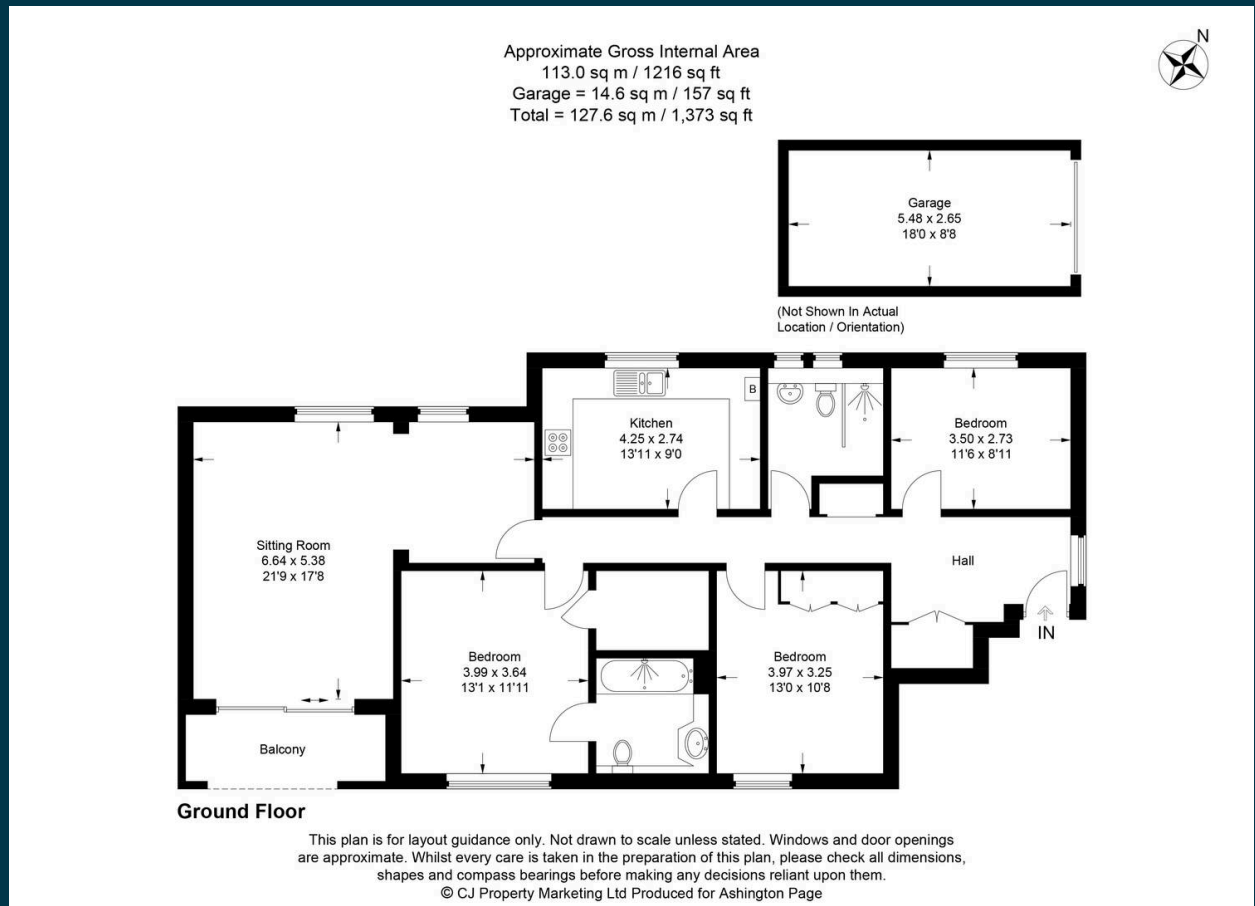 Approximate Gross Internal Area
113.0 sq m / 1216 sq ft
Garage = 14.6 sq m / 157 sq ft
Total = 127.6 sq m / 1,373 sq ft
N
Garage
5.48 x 2.65
18'0 x 8'8
(Not Shown In Actual
Location / Orientation)
B
Kitchen
4.25 x 2.74
13'11 x 9'0
Bedroom
3.50 x 2.73
11'6 x 8'11
Sitting Room
6.64 x 5.38
21'9 x 17'8
Hall
IN
Bedroom
3.99 x 3.64
13'1 x 11'11
Bedroom
3.97 x 3.25
13'0 x 10'8
Balcony
Ground Floor
This plan is for layout guidance only. Not drawn to scale unless stated. Windows and door openings
are approximate. Whilst every care is taken in the preparation of this plan, please check all dimensions,
shapes and compass bearings before making any decisions reliant upon them.
© CJ Property Marketing Ltd Produced for Ashington Page